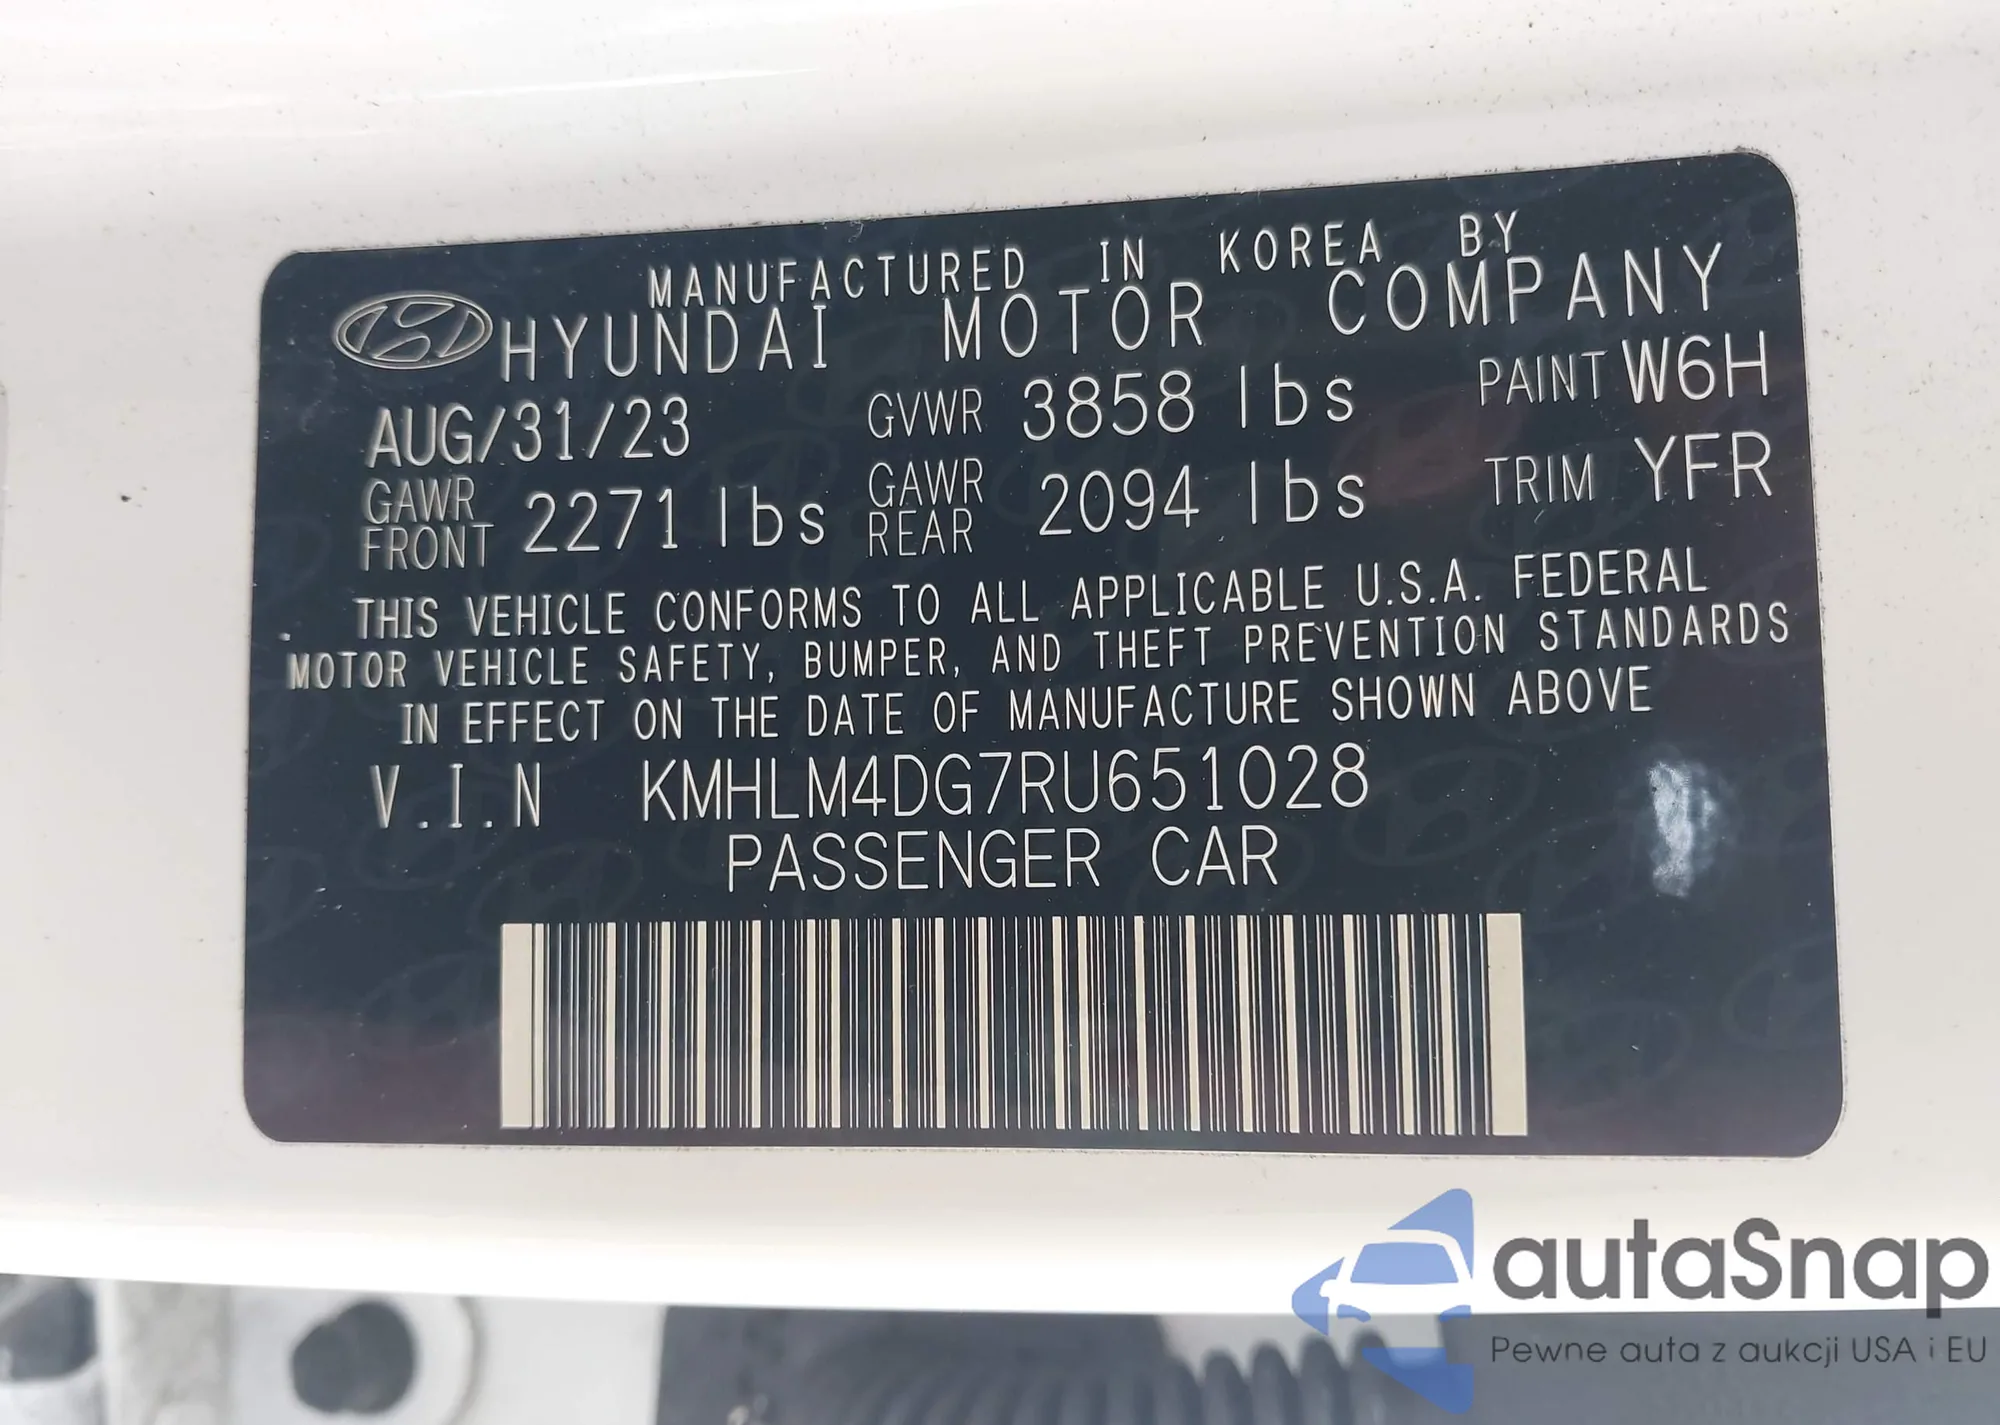 MANUFACTURED IN KOREA BY
HYUNDAI MOTOR COMPANY
AUG/31/23 GVWR 3858 lbs PAINT W6H
GAWR FRONT 2271 lbs GAWR REAR 2094 lbs TRIM YFR
THIS VEHICLE CONFORMS TO ALL APPLICABLE U.S.A. FEDERAL
MOTOR VEHICLE SAFETY, BUMPER, AND THEFT PREVENTION STANDARDS
IN EFFECT ON THE DATE OF MANUFACTURE SHOWN ABOVE
V.I.N KMHLM4DG7RU651028
PASSENGER CAR
autaSnap
Pewne auta z aukcji USA i EU